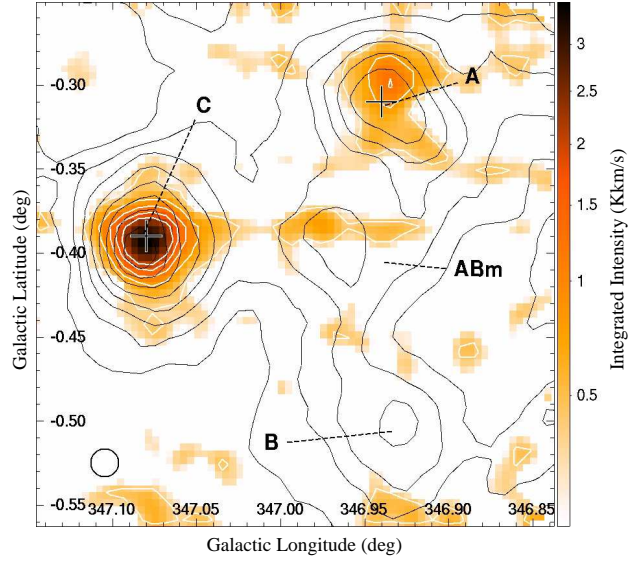 -0.30
-0.35
-0.40
-0.45
-0.50
-0.55
Galactic Latitude (deg)
347.10
347.05
347.00
346.95
346.90
346.85
Galactic Longitude (deg)
A
C
ABm
B
3
2.5
2
1.5
1
0.5
Integrated Intensity (Kkm/s)